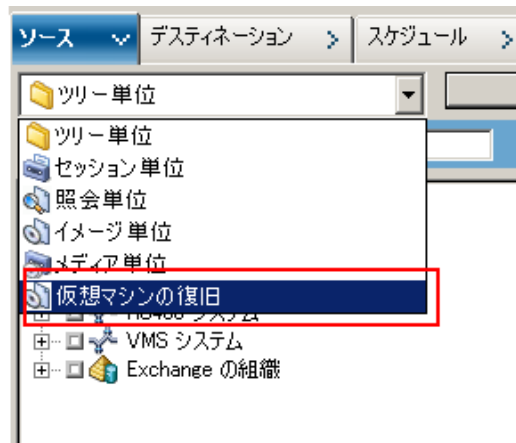 ソース デスティネーション スケジュール
ツリー単位
ツリー単位
セッション単位
照会単位
イメージ単位
メディア単位
仮想マシンの復旧
VMS システム
Exchange の組織